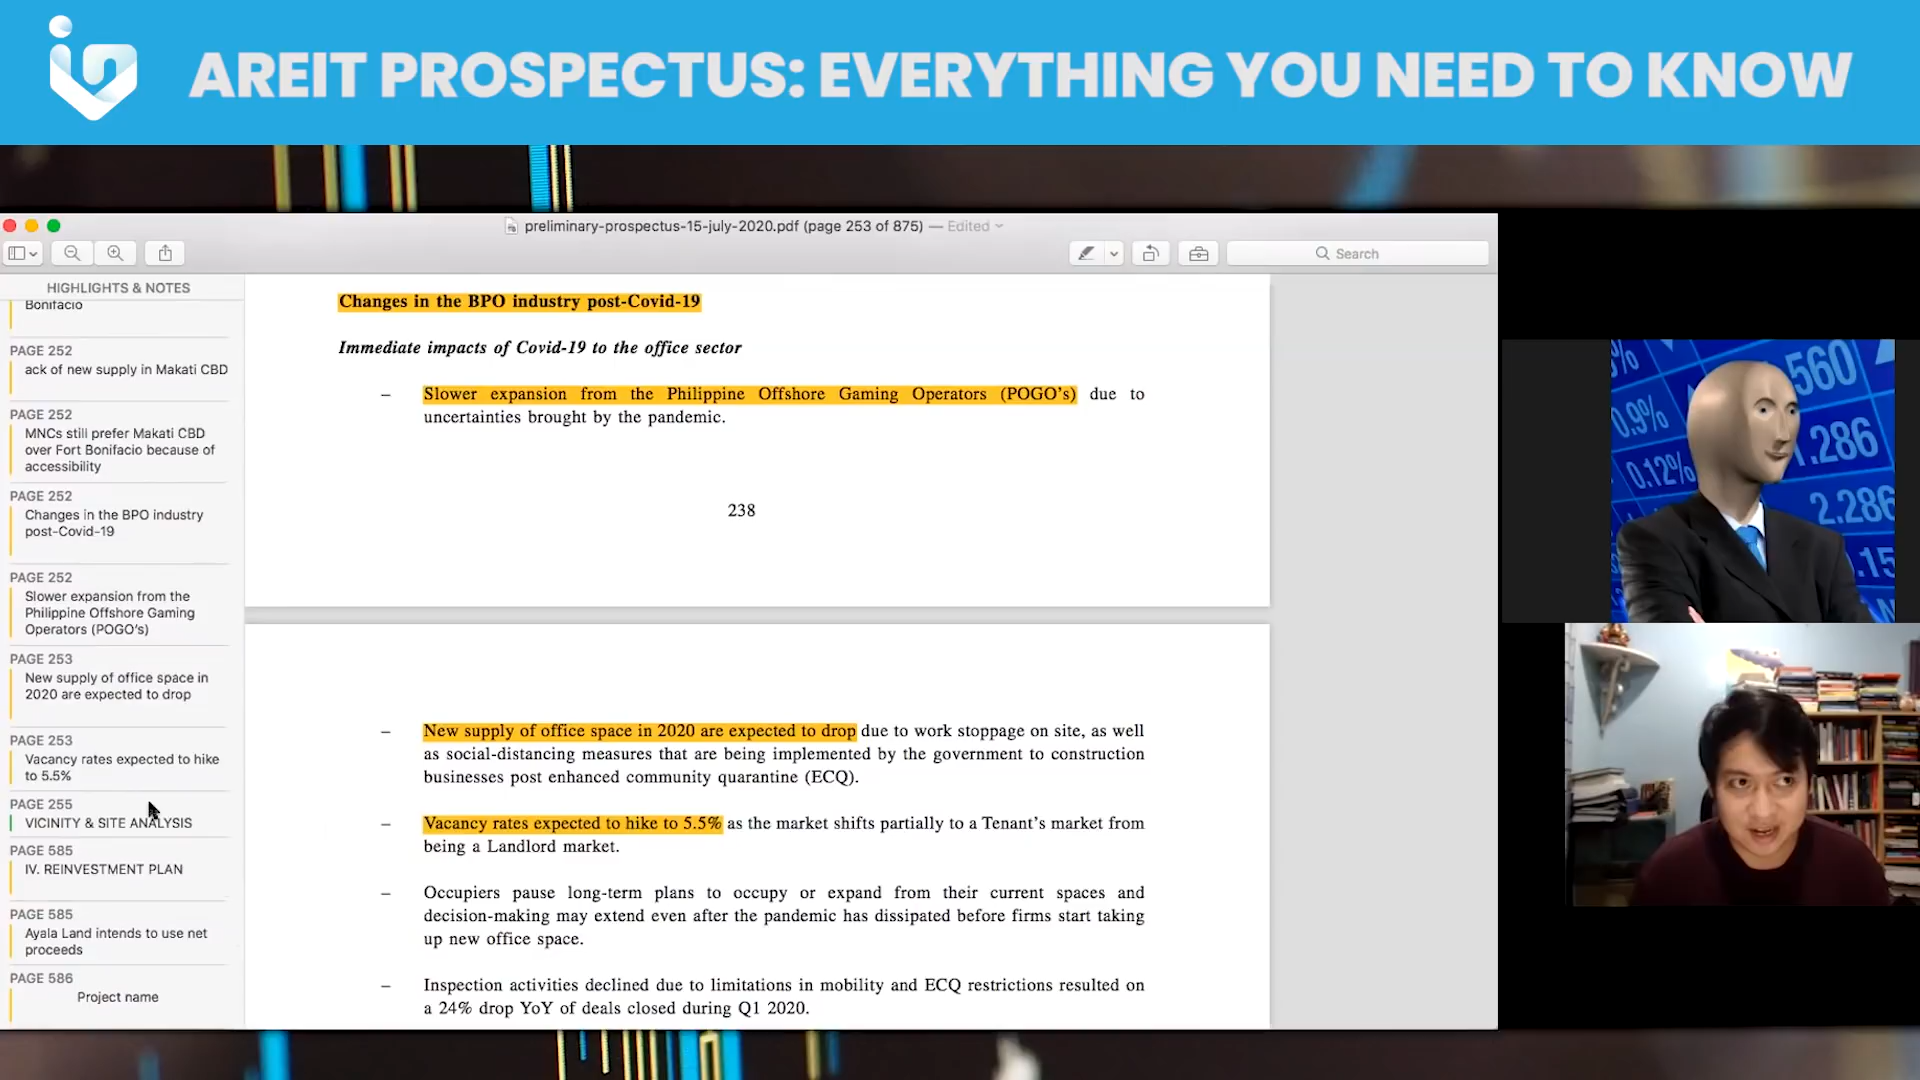 AREIT PROSPECTUS: EVERYTHING YOU NEED TO KNOW
preliminary-prospectus-15-july-2020.pdf (page 253 of 875) — Edited
Search
HIGHLIGHTS & NOTES
Bonifacio
PAGE 252
ack of new supply in Makati CBD
PAGE 252
MNCs still prefer Makati CBD
over Fort Bonifacio because of
accessibility
PAGE 252
Changes in the BPO industry
post-Covid-19
PAGE 252
Slower expansion from the
Philippine Offshore Gaming
Operators (POGO's)
PAGE 253
New supply of office space in
2020 are expected to drop
PAGE 253
Vacancy rates expected to hike
to 5.5%
PAGE 255
VICINITY & SITE ANALYSIS
PAGE 585
IV. REINVESTMENT PLAN
PAGE 585
Ayala Land intends to use net
proceeds
PAGE 586
Project name
Changes in the BPO industry post-Covid-19
Immediate impacts of Covid-19 to the office sector
– Slower expansion from the Philippine Offshore Gaming Operators (POGO's) due to
uncertainties brought by the pandemic.
238
– New supply of office space in 2020 are expected to drop due to work stoppage on site, as well
as social-distancing measures that are being implemented by the government to construction
businesses post enhanced community quarantine (ECQ).
– Vacancy rates expected to hike to 5.5% as the market shifts partially to a Tenant's market from
being a Landlord market.
– Occupiers pause long-term plans to occupy or expand from their current spaces and
decision-making may extend even after the pandemic has dissipated before firms start taking
up new office space.
– Inspection activities declined due to limitations in mobility and ECQ restrictions resulted on
a 24% drop YoY of deals closed during Q1 2020.
560
0.9%
.286
0.12%
2.286
.15